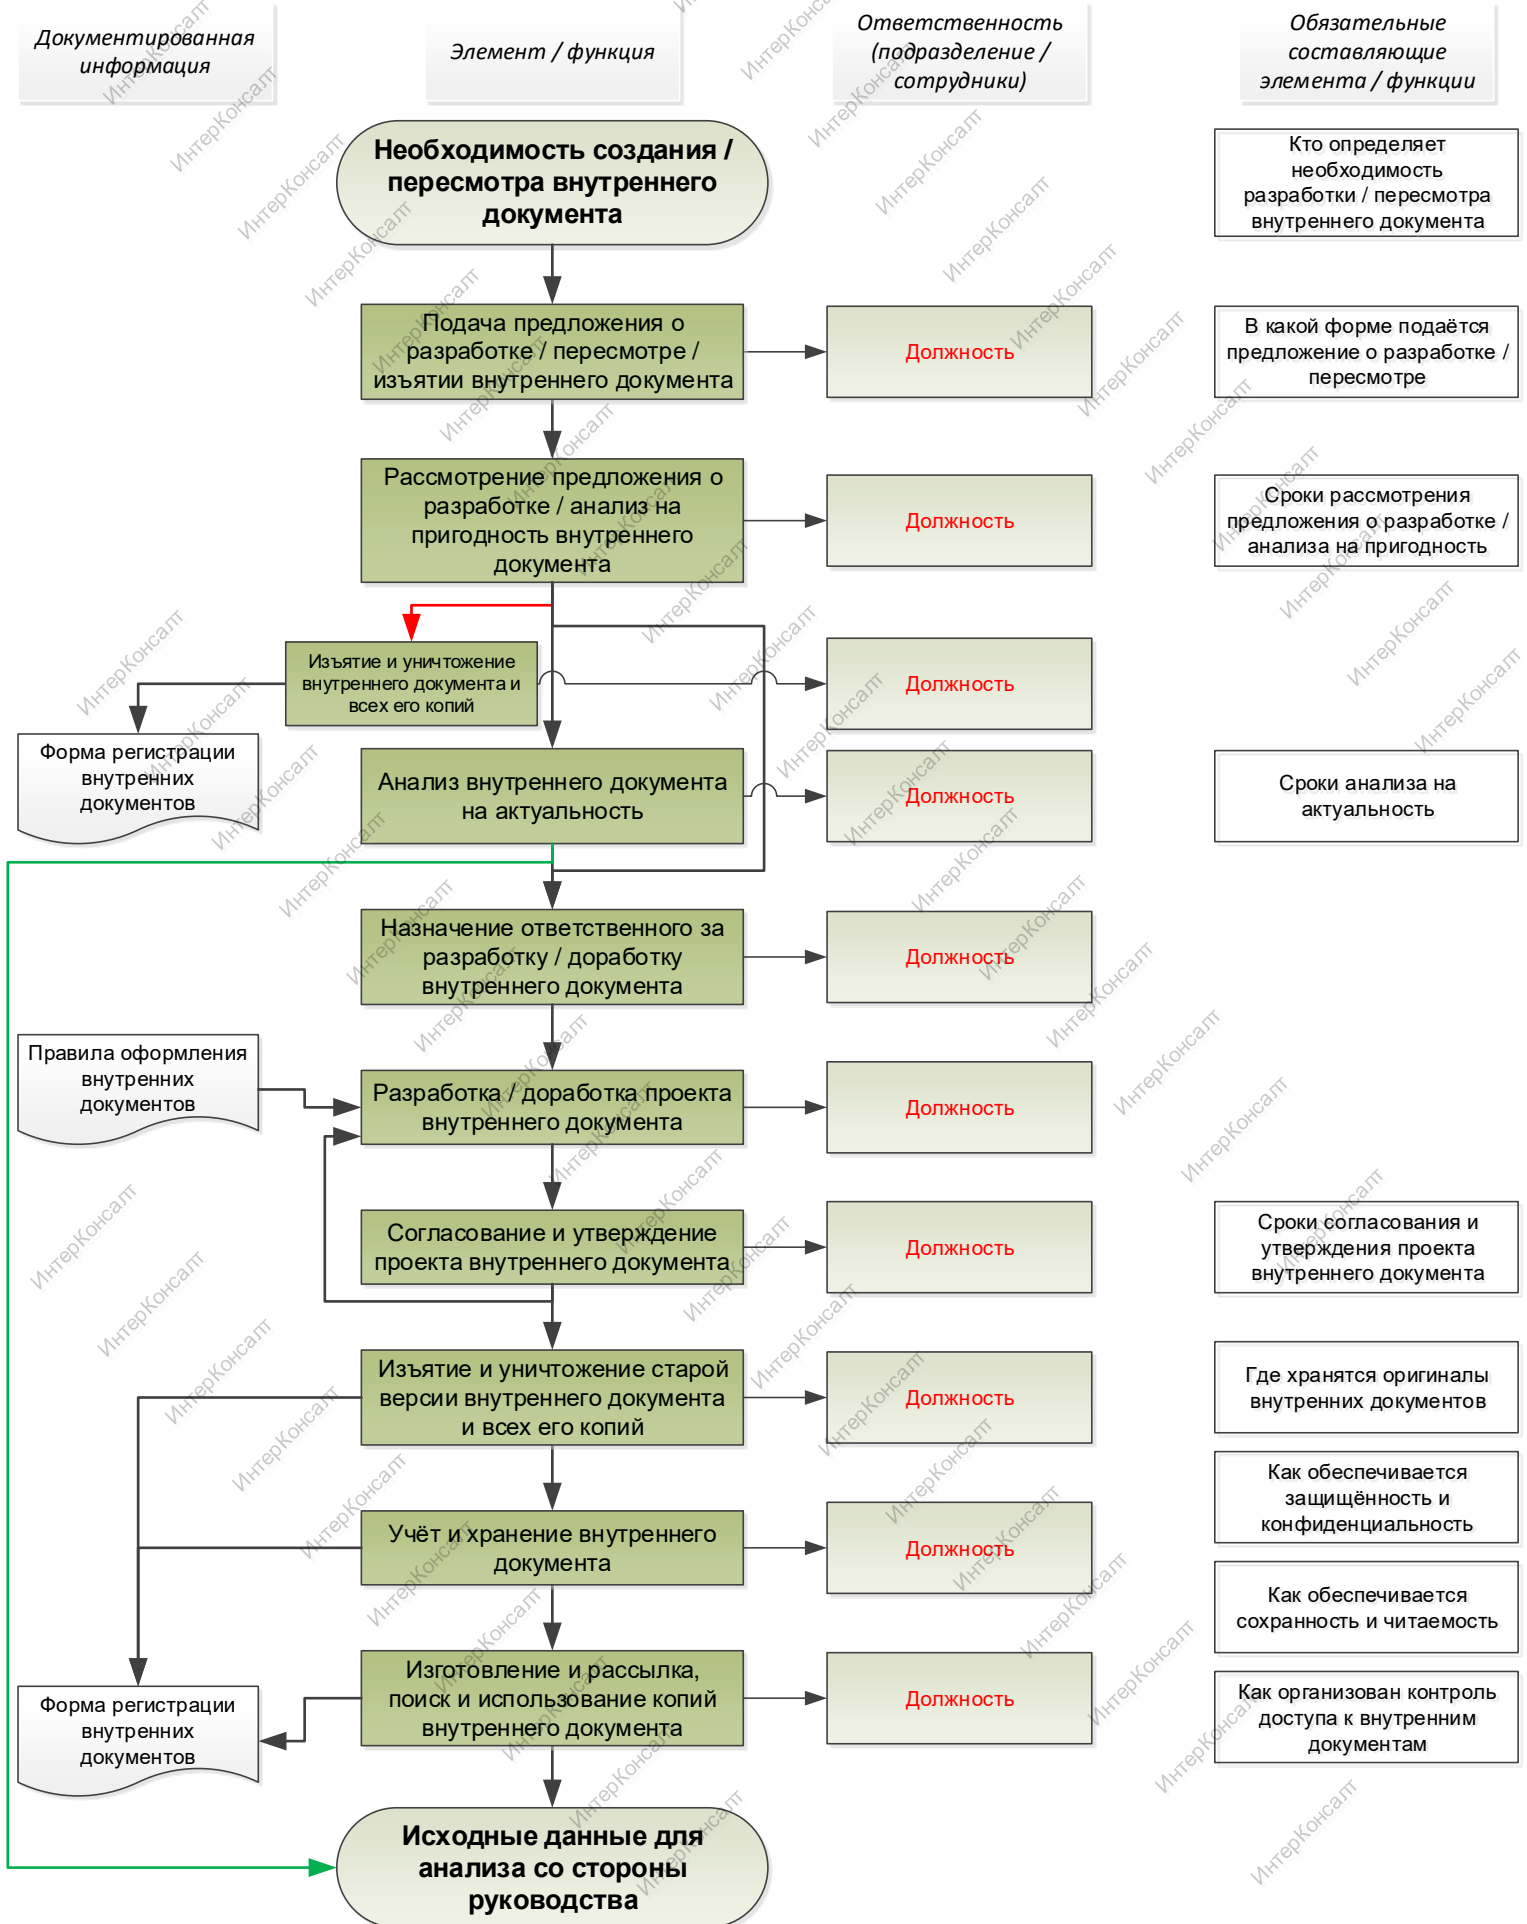 Документированная
информация
Элемент / функция
Ответственность
(подразделение /
сотрудники)
Обязательные
составляющие
элемента / функции
Необходимость создания /
пересмотра внутреннего
документа
Кто определяет
необходимость
разработки / пересмотра
внутреннего документа
Подача предложения о
разработке / пересмотре /
изъятии внутреннего документа
Должность
В какой форме подаётся
предложение о разработке /
пересмотре
Рассмотрение предложения о
разработке / анализ на
пригодность внутреннего
документа
Должность
Сроки рассмотрения
предложения о разработке /
анализа на пригодность
Изъятие и уничтожение
внутреннего документа и
всех его копий
Должность
Форма регистрации
внутренних
документов
Анализ внутреннего документа
на актуальность
Должность
Сроки анализа на
актуальность
Назначение ответственного за
разработку / доработку
внутреннего документа
Должность
Правила оформления
внутренних
документов
Разработка / доработка проекта
внутреннего документа
Должность
Согласование и утверждение
проекта внутреннего документа
Должность
Сроки согласования и
утверждения проекта
внутреннего документа
Изъятие и уничтожение старой
версии внутреннего документа
и всех его копий
Должность
Где хранятся оригиналы
внутренних документов
Как обеспечивается
защищённость и
конфиденциальность
Учёт и хранение внутреннего
документа
Должность
Как обеспечивается
сохранность и читаемость
Форма регистрации
внутренних
документов
Изготовление и рассылка,
поиск и использование копий
внутреннего документа
Должность
Как организован контроль
доступа к внутренним
документам
Исходные данные для
анализа со стороны
руководства
ИнтерКонсалт